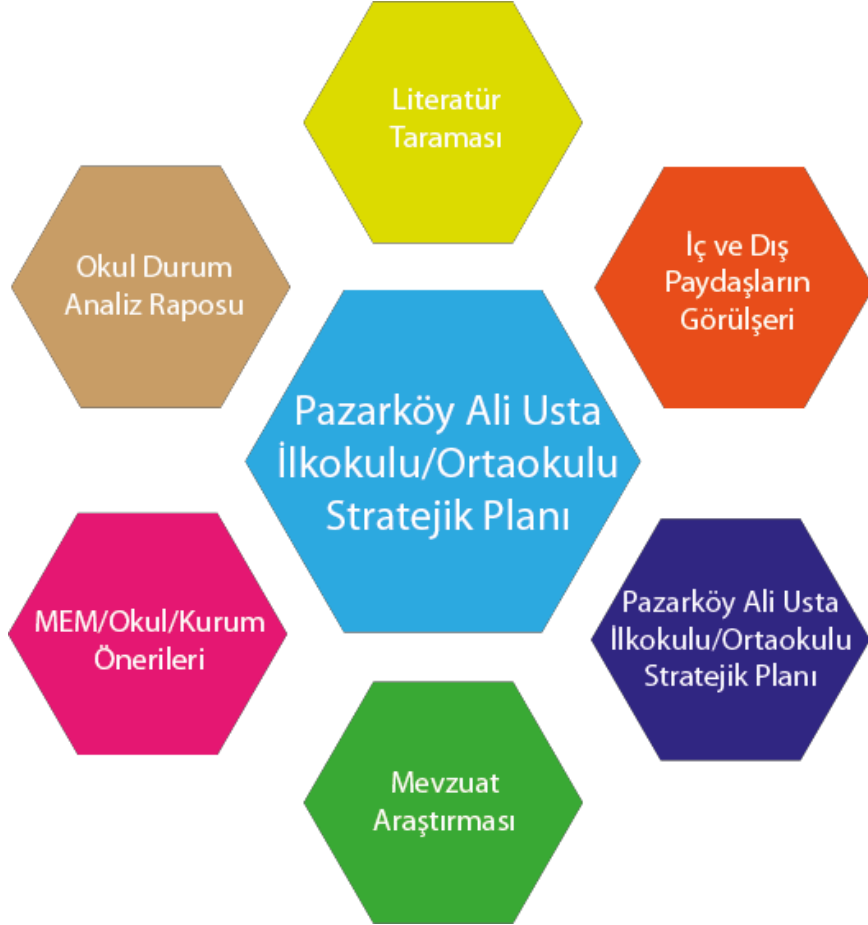 Literatür
Taraması
Okul Durum
Analiz Raposu
İç ve Dış
Paydaşların
Görülşeri
Pazarköy Ali Usta
İlkokulu/Ortaokulu
Stratejik Planı
MEM/Okul/Kurum
Önerileri
Pazarköy Ali Usta
İlkokulu/Ortaokulu
Stratejik Planı
Mevzuat
Araştırması